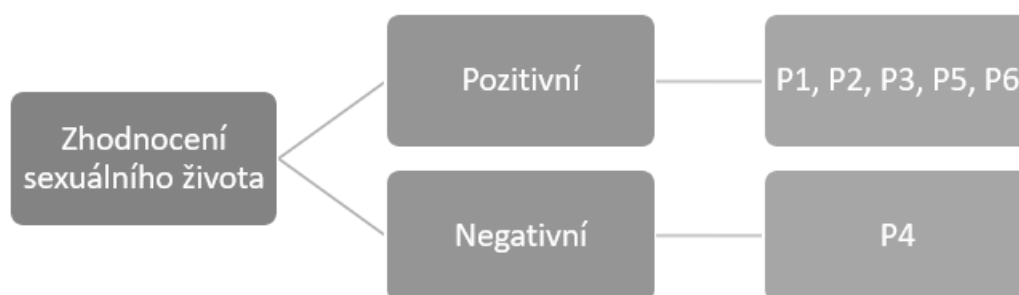 Zhodnocení
sexuálního života
Pozitivní
P1, P2, P3, P5, P6
Negativní
P4